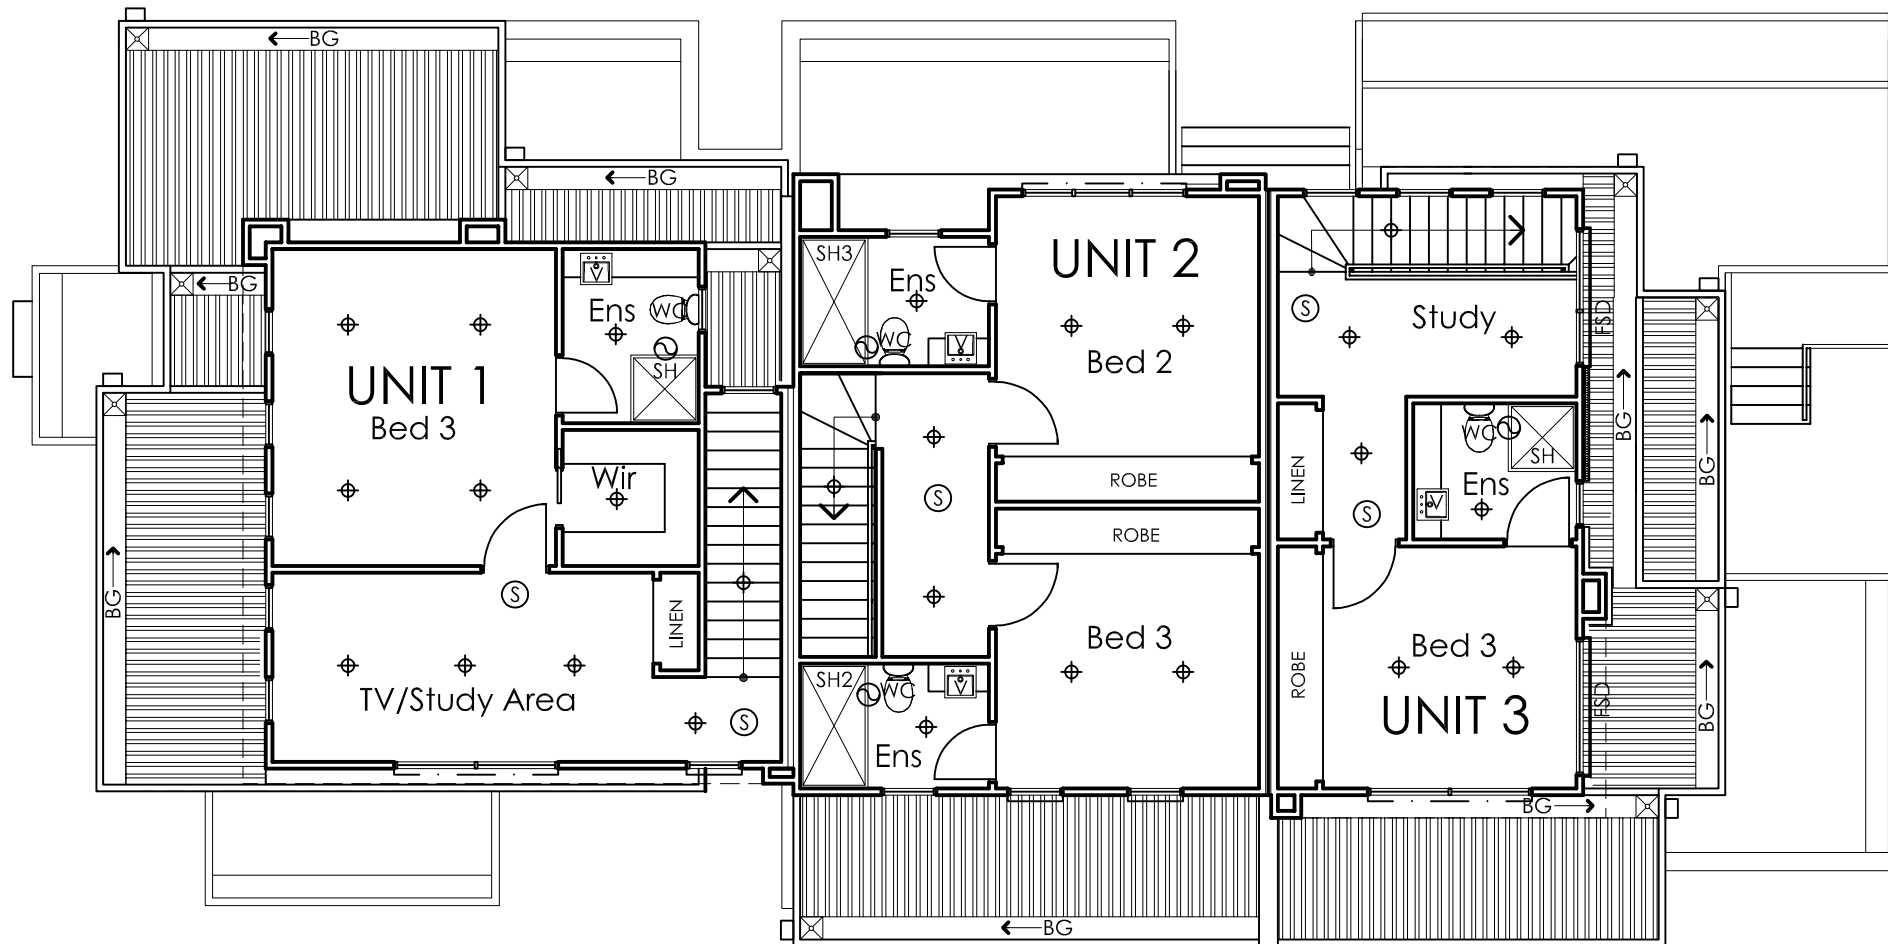 BG
BG
BG
BG
BG
BG
BG
BG
BG
BG
UNIT 1
Bed 3
Ens
WC
V
SH
Wir
S
LINEN
TV/Study Area
S
UNIT 2
Bed 2
SH3
Ens
WC
V
ROBE
ROBE
S
Bed 3
SH2
WC
V
Ens
S
Study
FSD
LINEN
S
WC
SH
V
Ens
ROBE
Bed 3
UNIT 3
FSD